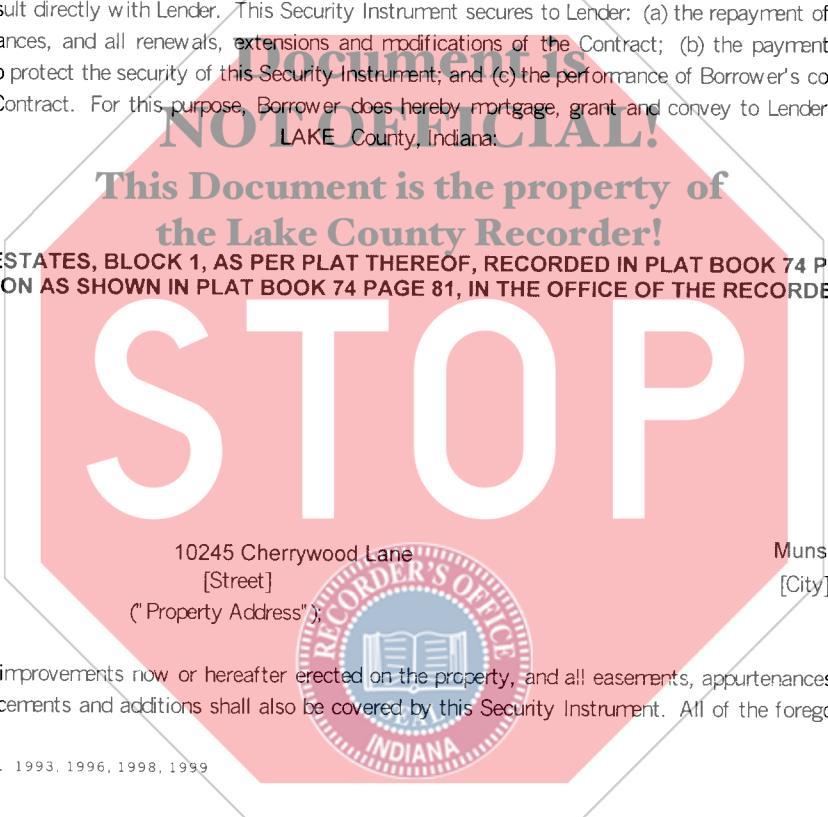 sult directly with Lender. This Security Instrument secures to Lender: (a) the repayment of
ances, and all renewals, extensions and modifications of the Contract; (b) the payment
Document is
o protect the security of this Security Instrument; and (c) the performance of Borrower's co
Contract. For this purpose, Borrower does hereby mortgage, grant and convey to Lender
NOT OFFICIAL!
LAKE County, Indiana:
This Document is the property of
the Lake County Recorder!
ESTATES, BLOCK 1, AS PER PLAT THEREOF, RECORDED IN PLAT BOOK 74 P
ON AS SHOWN IN PLAT BOOK 74 PAGE 81, IN THE OFFICE OF THE RECORDE
STOP
10245 Cherrywood Lane Muns
[Street] [City]
("Property Address");
RECORDER'S OFFICE
improvements now or hereafter erected on the property, and all easements, appurtenances
cements and additions shall also be covered by this Security Instrument. All of the forego
SEAL
INDIANA
. 1993, 1996, 1998, 1999